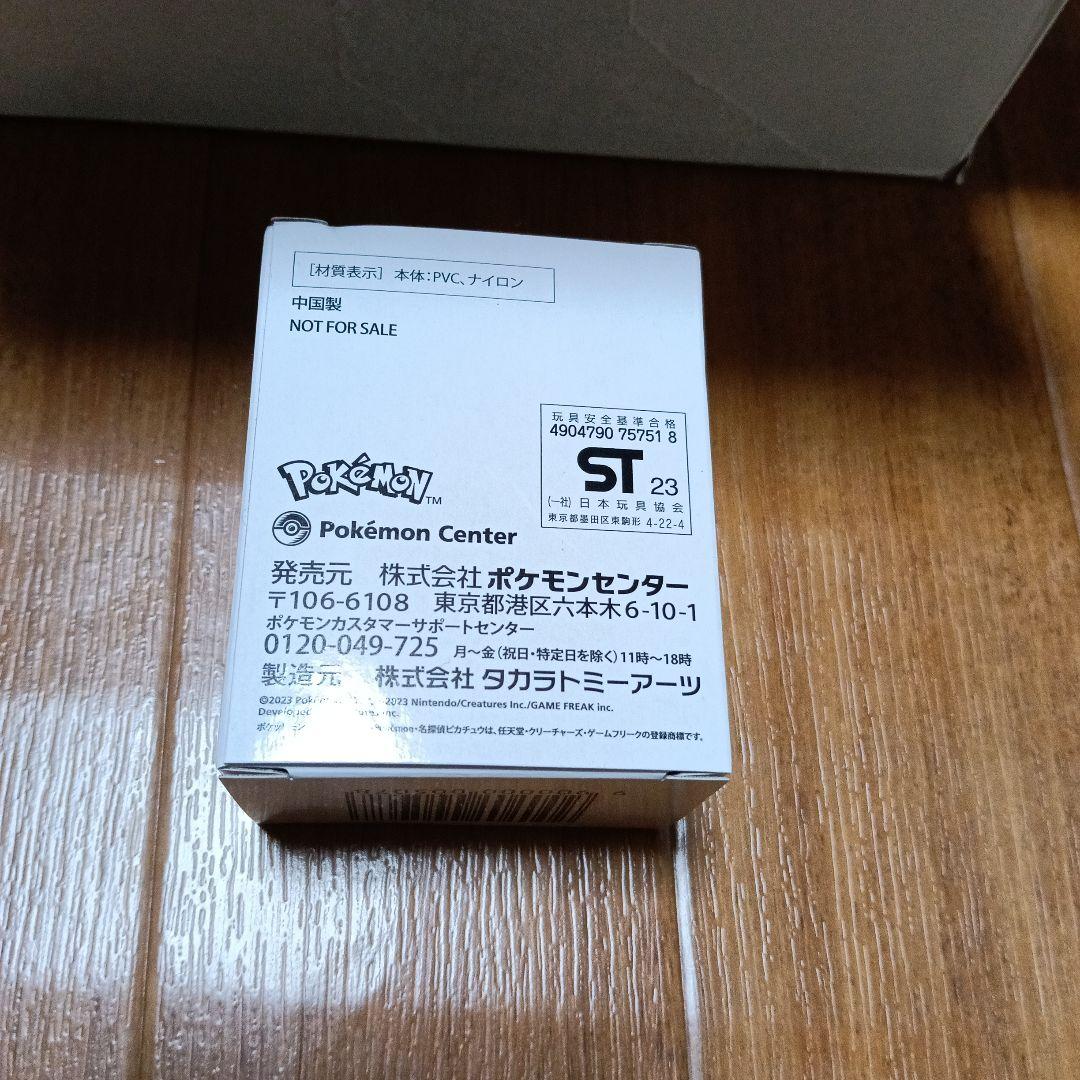 ［材質表示］ 本体：PVC、ナイロン
中国製
NOT FOR SALE
玩具安全基準合格
4904790 75751 8
ST 23
(一社) 日本玩具協会
東京都墨田区東駒形 4-22-4
POKéMON™
Pokémon Center
発売元 株式会社 ポケモンセンター
〒106-6108 東京都港区六本木6-10-1
ポケモンカスタマーサポートセンター
0120-049-725 月～金（祝日・特定日を除く）11時～18時
製造元 株式会社 タカラトミーアーツ
©2023 ©2023 Nintendo/Creatures Inc./GAME FREAK inc.
Inc.
・名探偵ピカチュウは、任天堂・クリーチャーズ・ゲームフリークの登録商標です。